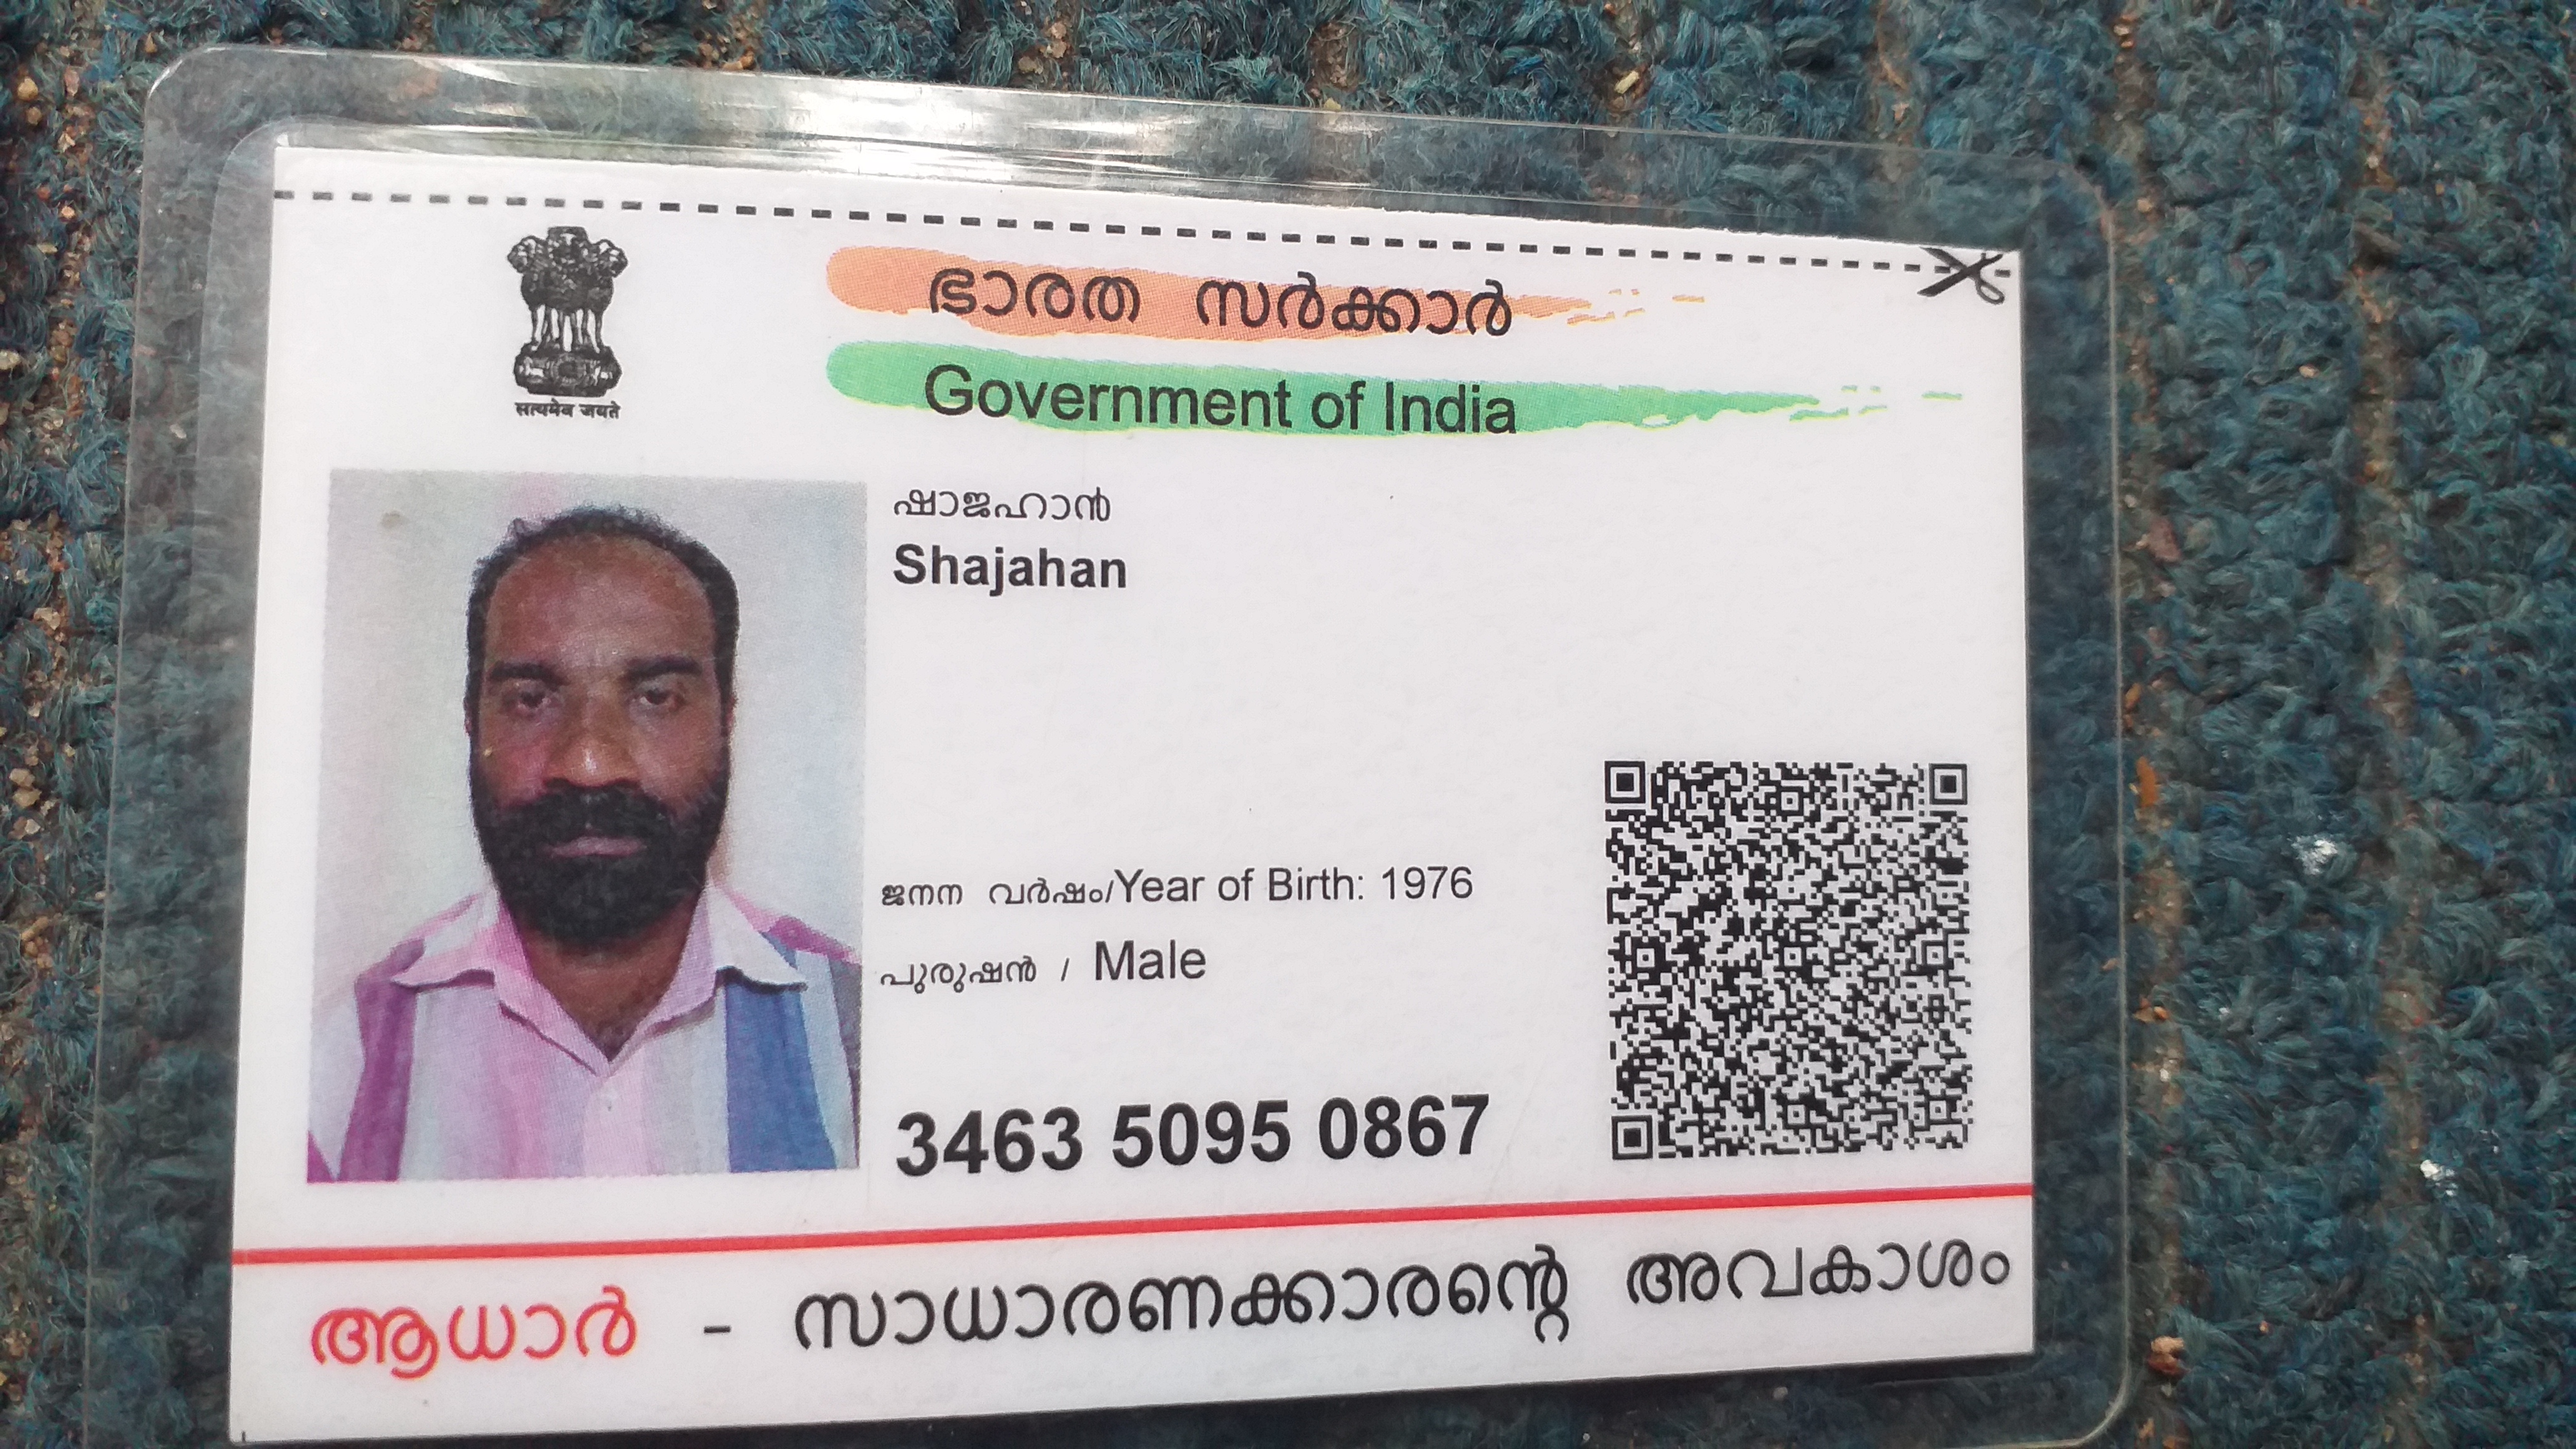 ഭാരത സർക്കാർ
Government of India
सत्यमेव जयते
ഷാജഹാൻ
Shajahan
ജനന വർഷം/Year of Birth: 1976
പുരുഷൻ / Male
3463 5095 0867
ആധാർ - സാധാരണക്കാരന്റെ അവകാശം